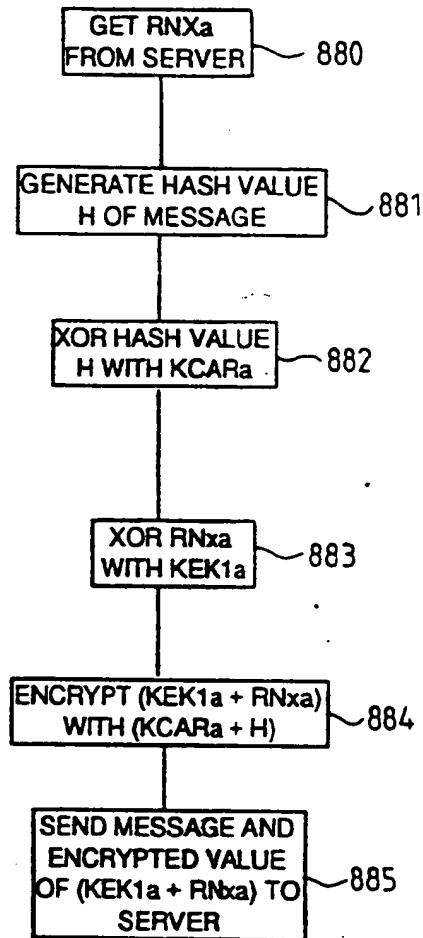 GET RNXa
FROM SERVER
880
GENERATE HASH VALUE
H OF MESSAGE
881
XOR HASH VALUE
H WITH KCARa
882
XOR RNxa
WITH KEK1a
883
ENCRYPT (KEK1a + RNxa)
WITH (KCARa + H)
884
SEND MESSAGE AND
ENCRYPTED VALUE
OF (KEK1a + RNxa) TO
SERVER
885